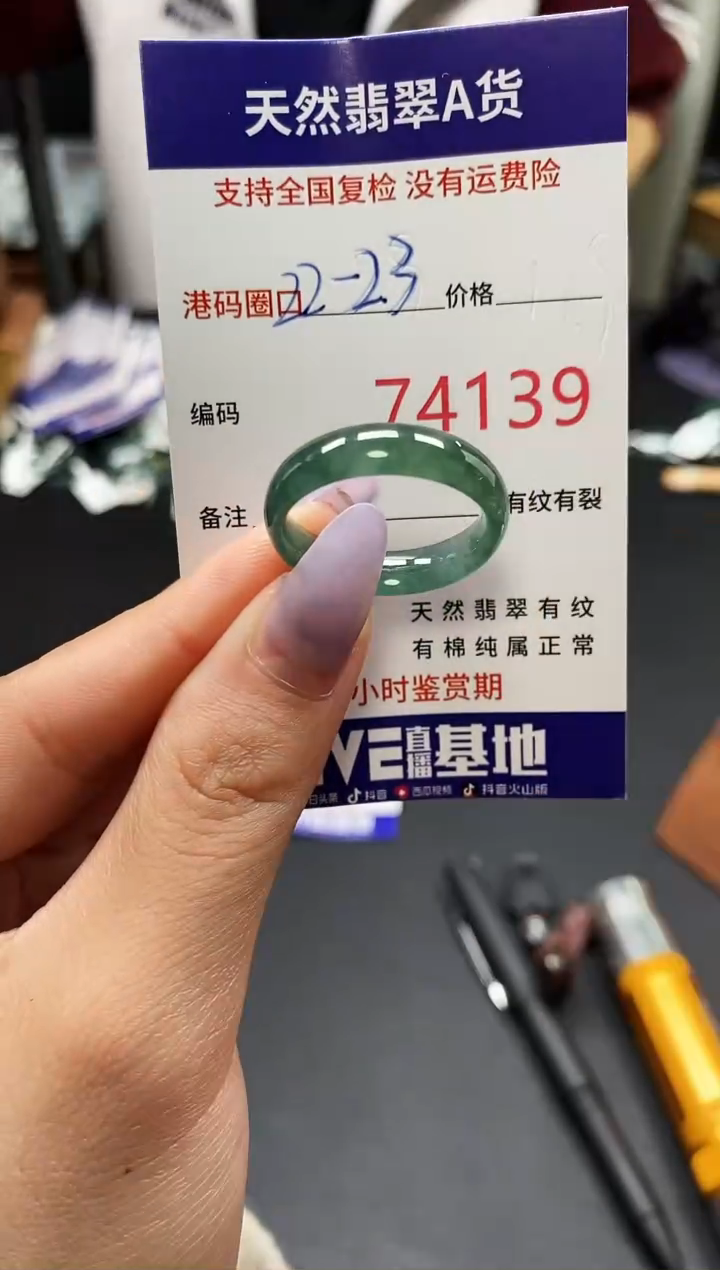 天然翡翠A货
支持全国复检 没有运费险
港码圈口 22-23 价格
编码 74139
备注 有纹有裂
天然翡翠有纹
有棉纯属正常
小时鉴赏期
直播基地
抖音 西瓜视频 抖音火山版